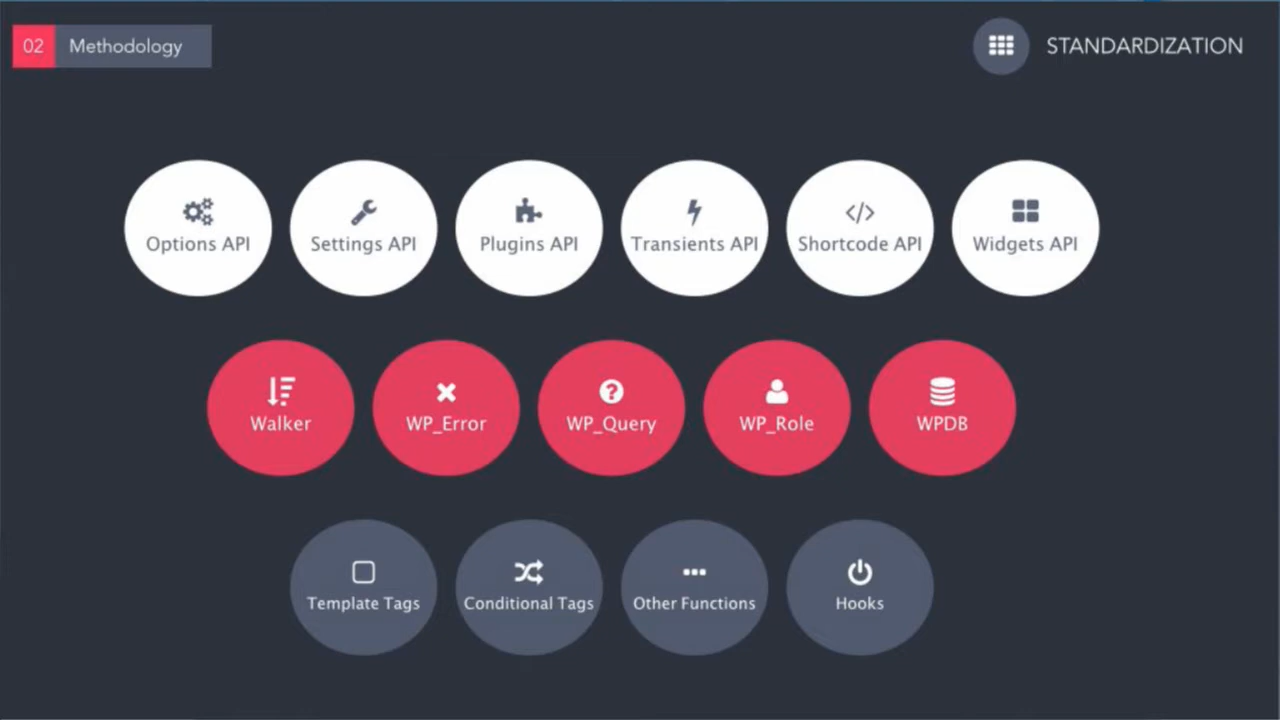 02 Methodology
STANDARDIZATION
Options API
Settings API
Plugins API
Transients API
Shortcode API
Widgets API
Walker
WP_Error
WP_Query
WP_Role
WPDB
Template Tags
Conditional Tags
Other Functions
Hooks